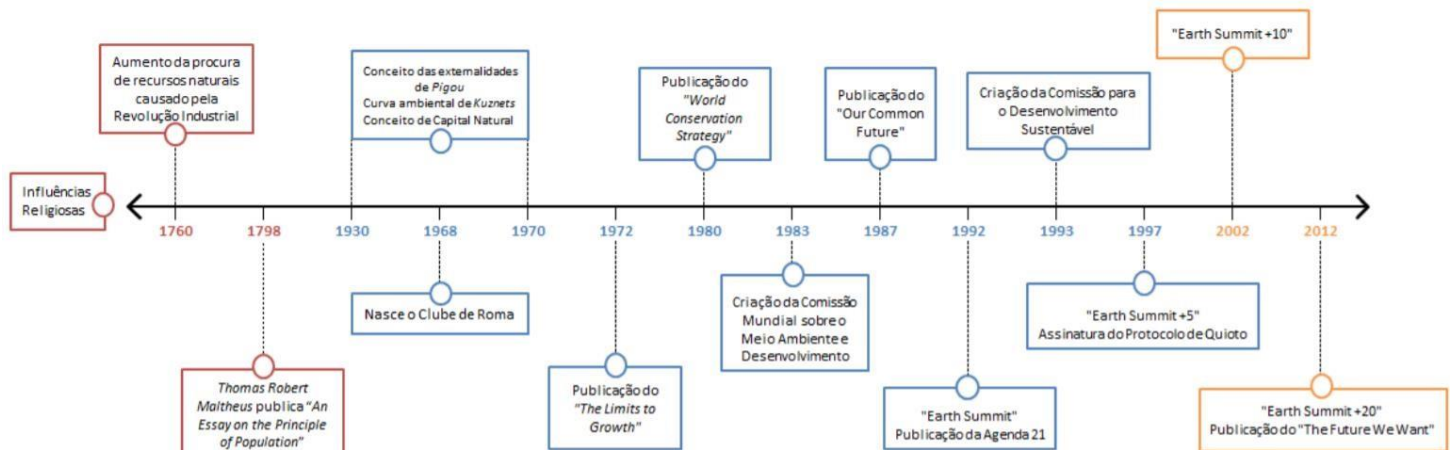 "Earth Summit +10"
Aumento da procura
de recursos naturais
causado pela
Revolução Industrial
Conceito das externalidades
de Pigou
Curva ambiental de Kuznets
Conceito de Capital Natural
Publicação do
"World
Conservation
Strategy"
Publicação do
"Our Common
Future"
Criação da Comissão para
o Desenvolvimento
Sustentável
Influências
Religiosas
1760
1798
1930
1968
1970
1972
1980
1983
1987
1992
1993
1997
2002
2012
Nasce o Clube de Roma
Criação da Comissão
Mundial sobre o
Meio Ambiente e
Desenvolvimento
"Earth Summit +5"
Assinatura do Protocolo de Quioto
Thomas Robert
Maltheus publica "An
Essay on the Principle
of Population"
Publicação do
"The Limits to
Growth"
"Earth Summit"
Publicação da Agenda 21
"Earth Summit +20"
Publicação do "The Future We Want"